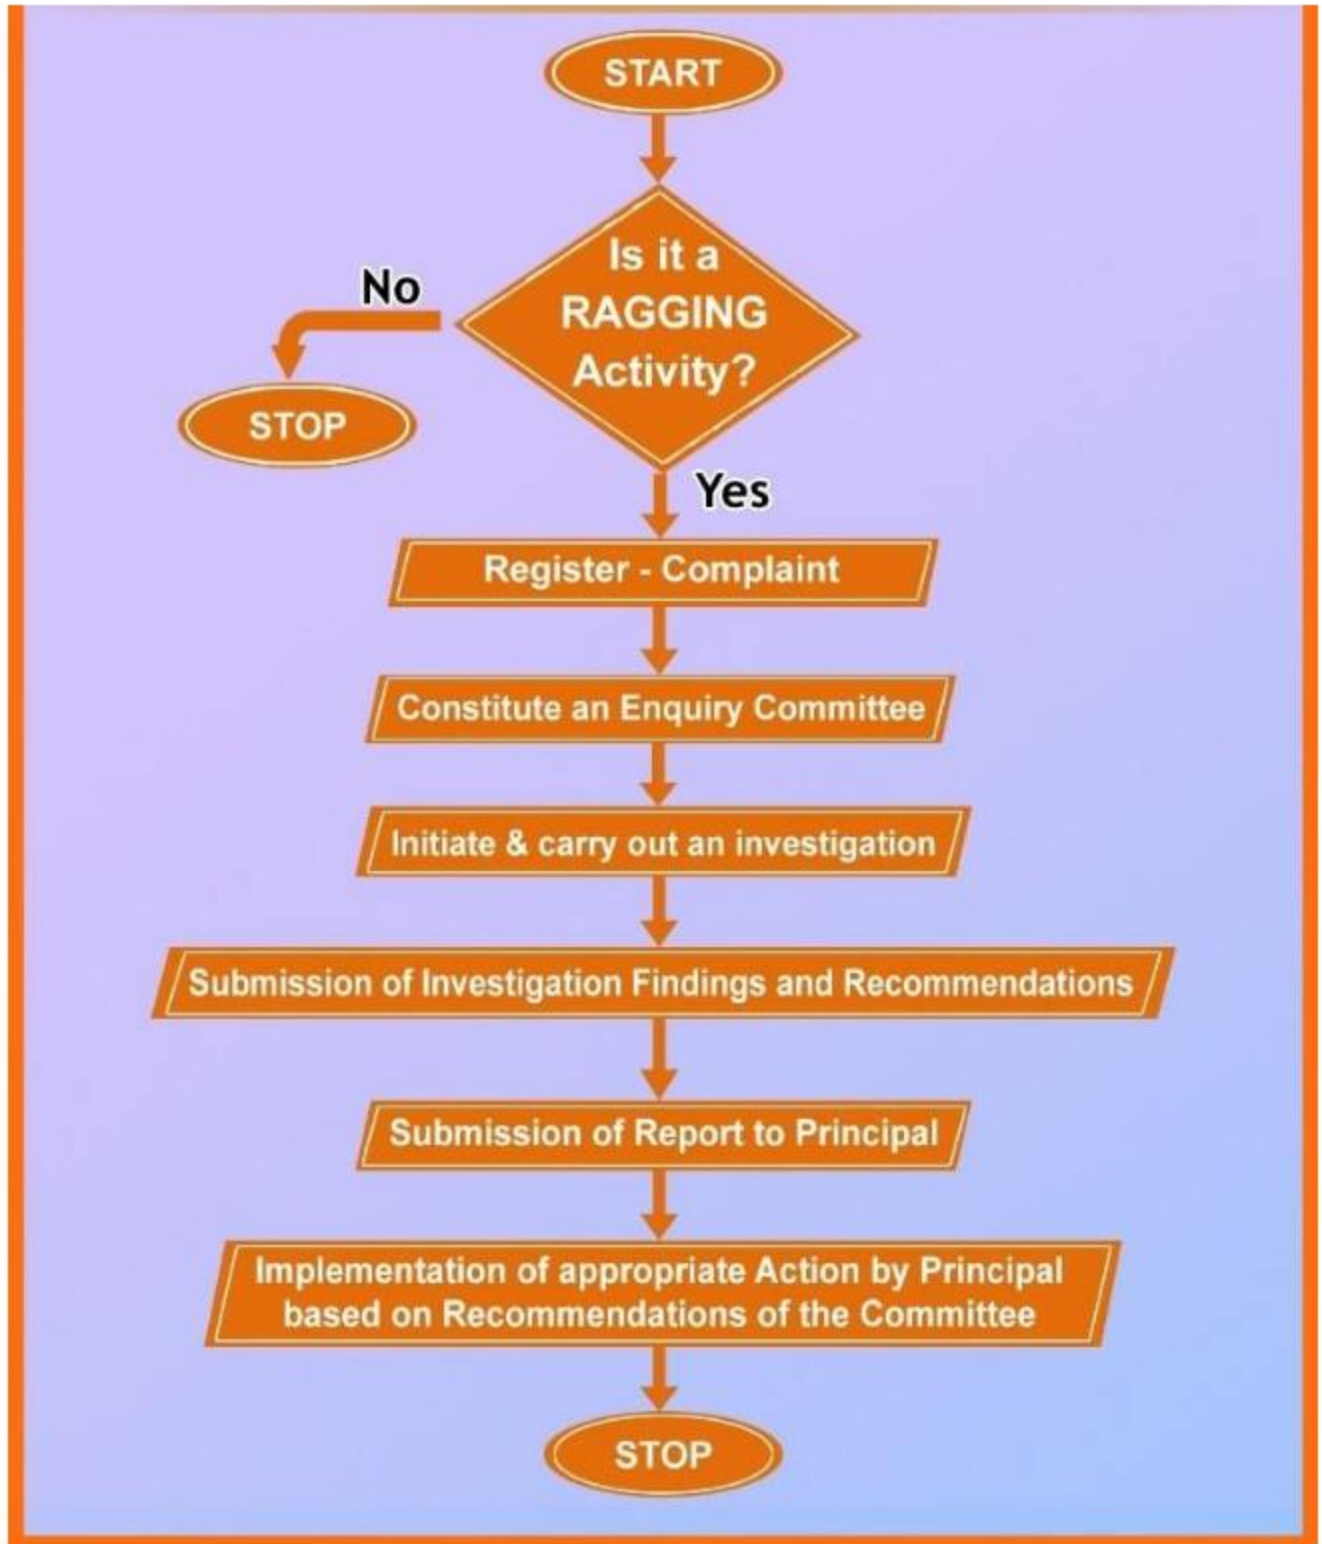 START
Is it a
RAGGING
Activity?
No
STOP
Yes
Register - Complaint
Constitute an Enquiry Committee
Initiate & carry out an investigation
Submission of Investigation Findings and Recommendations
Submission of Report to Principal
Implementation of appropriate Action by Principal
based on Recommendations of the Committee
STOP